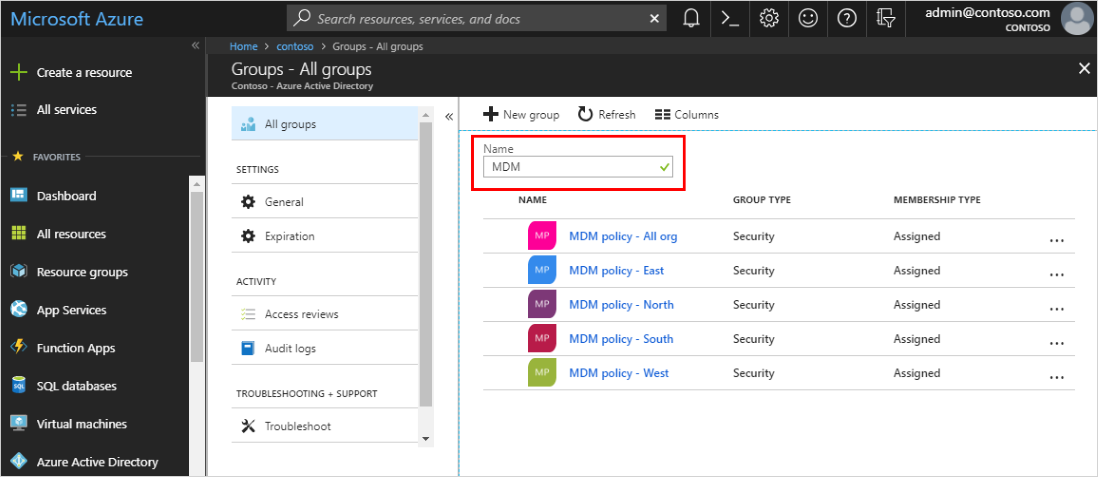 Microsoft Azure
Search resources, services, and docs
admin@contoso.com
CONTOSO
Home > contoso > Groups - All groups
Groups - All groups
Contoso - Azure Active Directory
Create a resource
All services
FAVORITES
Dashboard
All resources
Resource groups
App Services
Function Apps
SQL databases
Virtual machines
Azure Active Directory
All groups
SETTINGS
General
Expiration
ACTIVITY
Access reviews
Audit logs
TROUBLESHOOTING + SUPPORT
Troubleshoot
New group Refresh Columns
Name
MDM
NAME GROUP TYPE MEMBERSHIP TYPE
MP MDM policy - All org Security Assigned ...
MP MDM policy - East Security Assigned ...
MP MDM policy - North Security Assigned ...
MP MDM policy - South Security Assigned ...
MP MDM policy - West Security Assigned ...